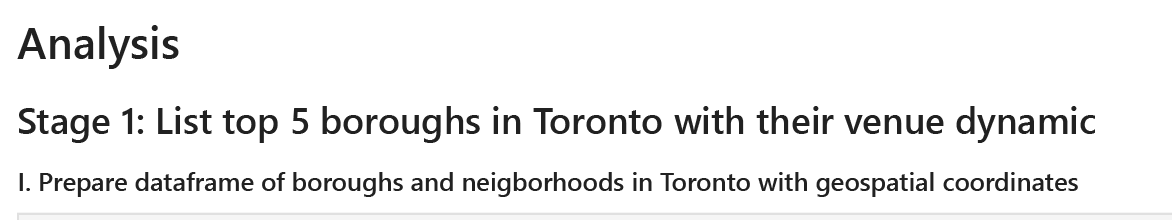 Analysis
Stage 1: List top 5 boroughs in Toronto with their venue dynamic
I. Prepare dataframe of boroughs and neigborhoods in Toronto with geospatial coordinates